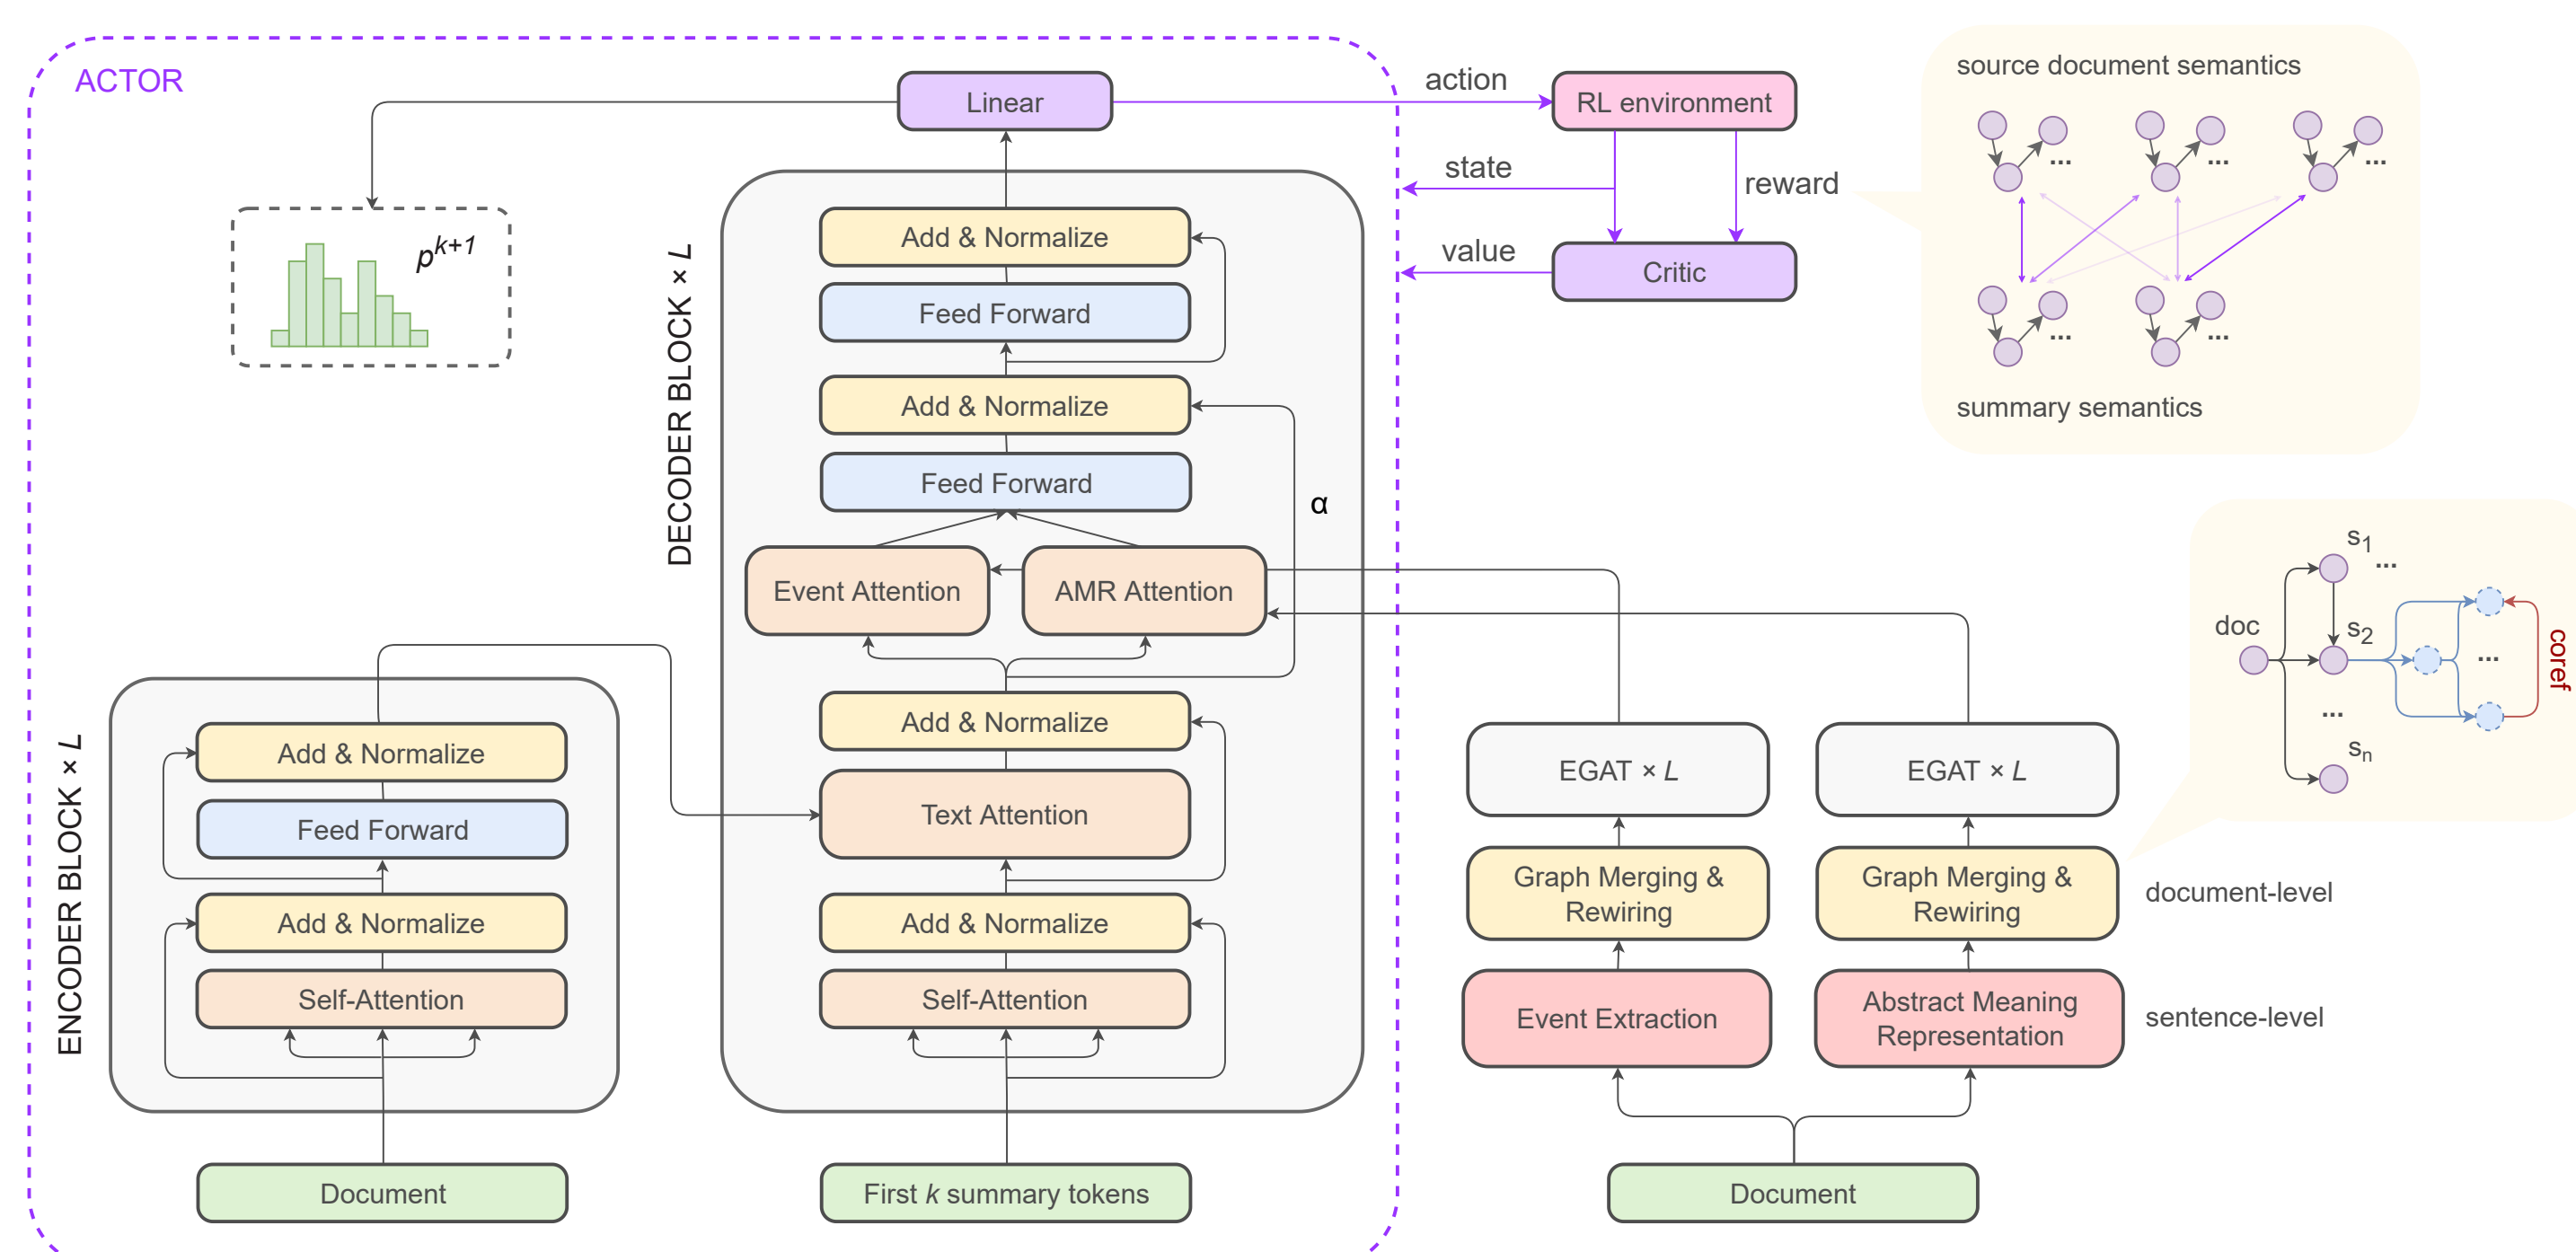 ACTOR
Linear
action
RL environment
state
reward
value
Critic
source document semantics
...
...
...
...
...
summary semantics
p^{k+1}
DECODER BLOCK × L
Add & Normalize
Feed Forward
Add & Normalize
Feed Forward
α
Event Attention
AMR Attention
Add & Normalize
Text Attention
Add & Normalize
Self-Attention
First k summary tokens
ENCODER BLOCK × L
Add & Normalize
Feed Forward
Add & Normalize
Self-Attention
Document
EGAT × L
EGAT × L
Graph Merging &
Rewiring
Graph Merging &
Rewiring
document-level
Event Extraction
Abstract Meaning
Representation
sentence-level
Document
s_1
...
doc
s_2
...
...
s_n
coref